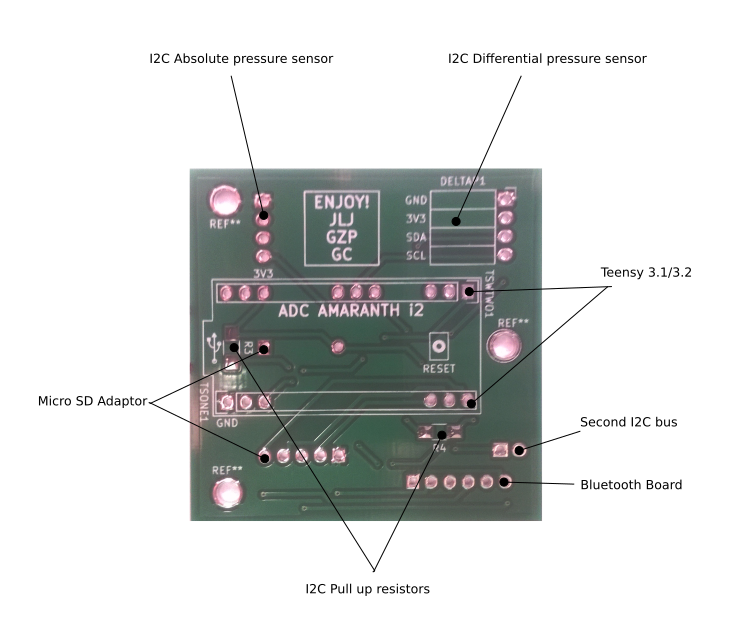 I2C Absolute pressure sensor
I2C Differential pressure sensor
DELTAP1
ENJOY!
JLJ
GZP
GC
GND
3V3
SDA
SCL
REF**
3V3
TSWTWO1
Teensy 3.1/3.2
ADC AMARANTH i2
REF**
R3
RESET
TSONE1
Micro SD Adaptor
GND
Second I2C bus
R4
REF**
Bluetooth Board
I2C Pull up resistors